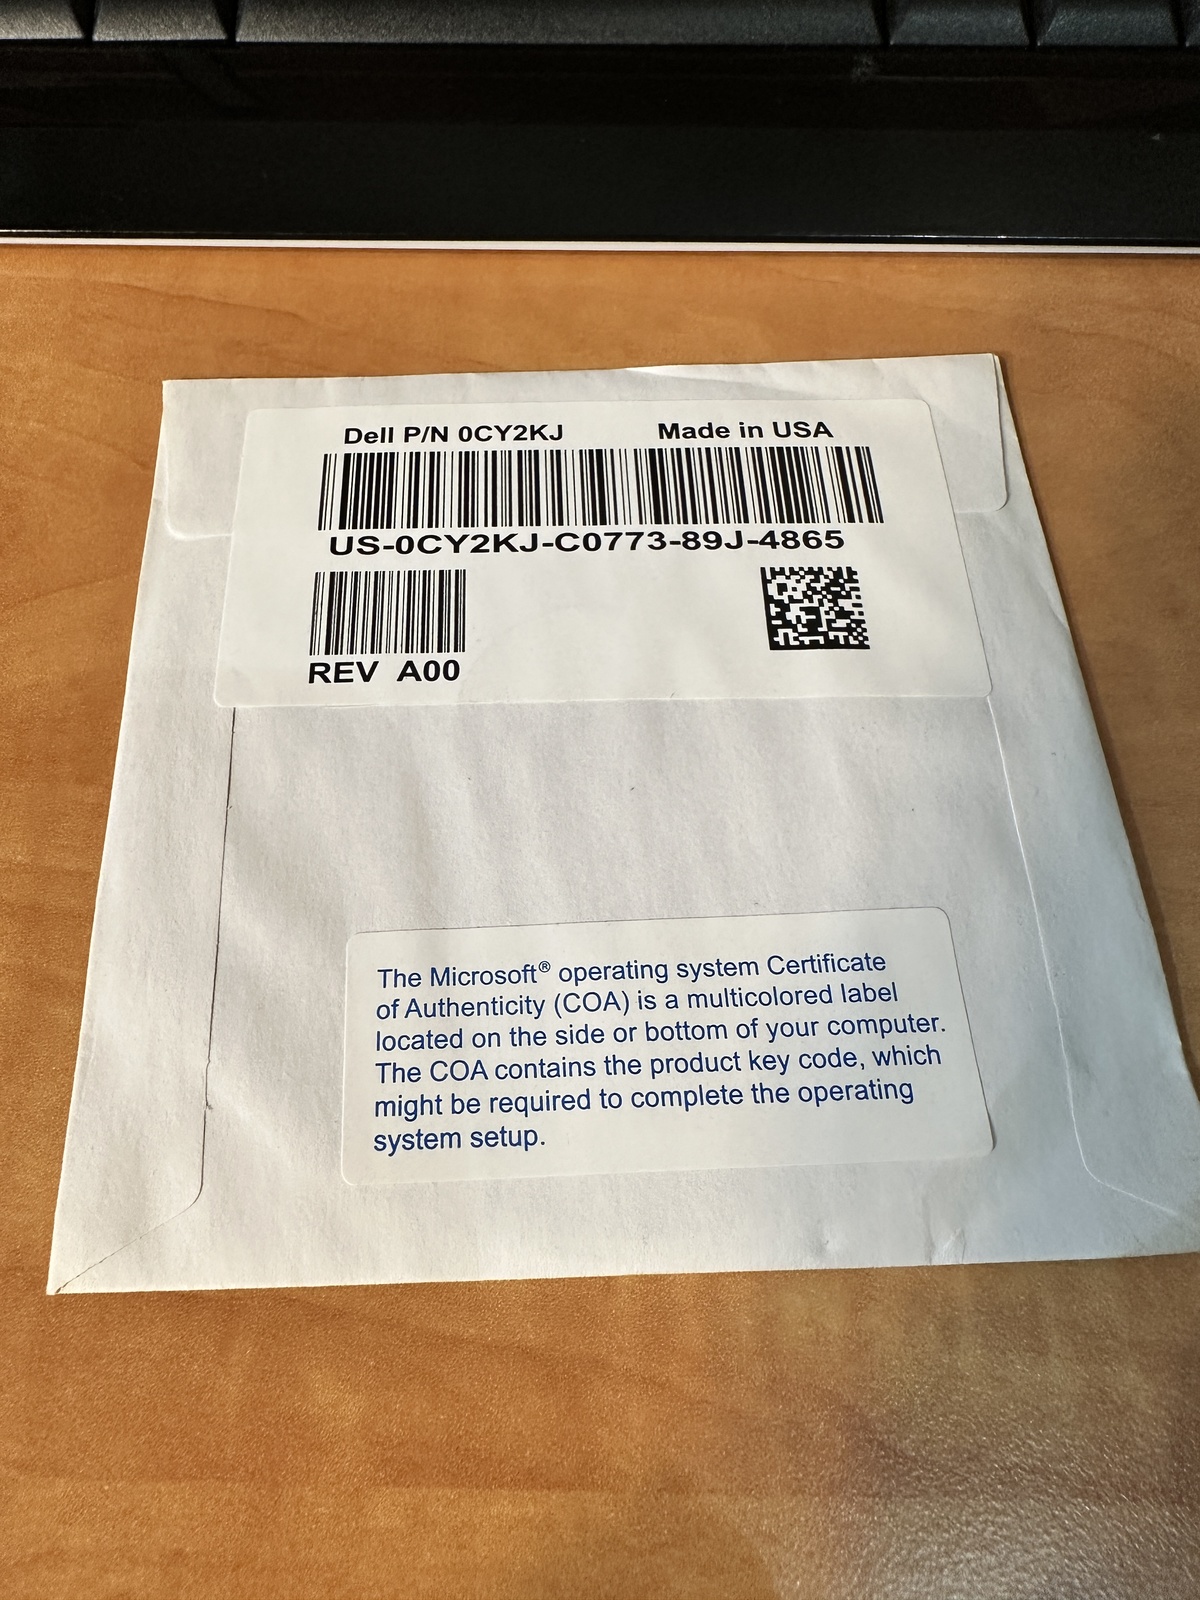 Dell P/N 0CY2KJ Made in USA
US-0CY2KJ-C0773-89J-4865
REV A00
The Microsoft® operating system Certificate
of Authenticity (COA) is a multicolored label
located on the side or bottom of your computer.
The COA contains the product key code, which
might be required to complete the operating
system setup.